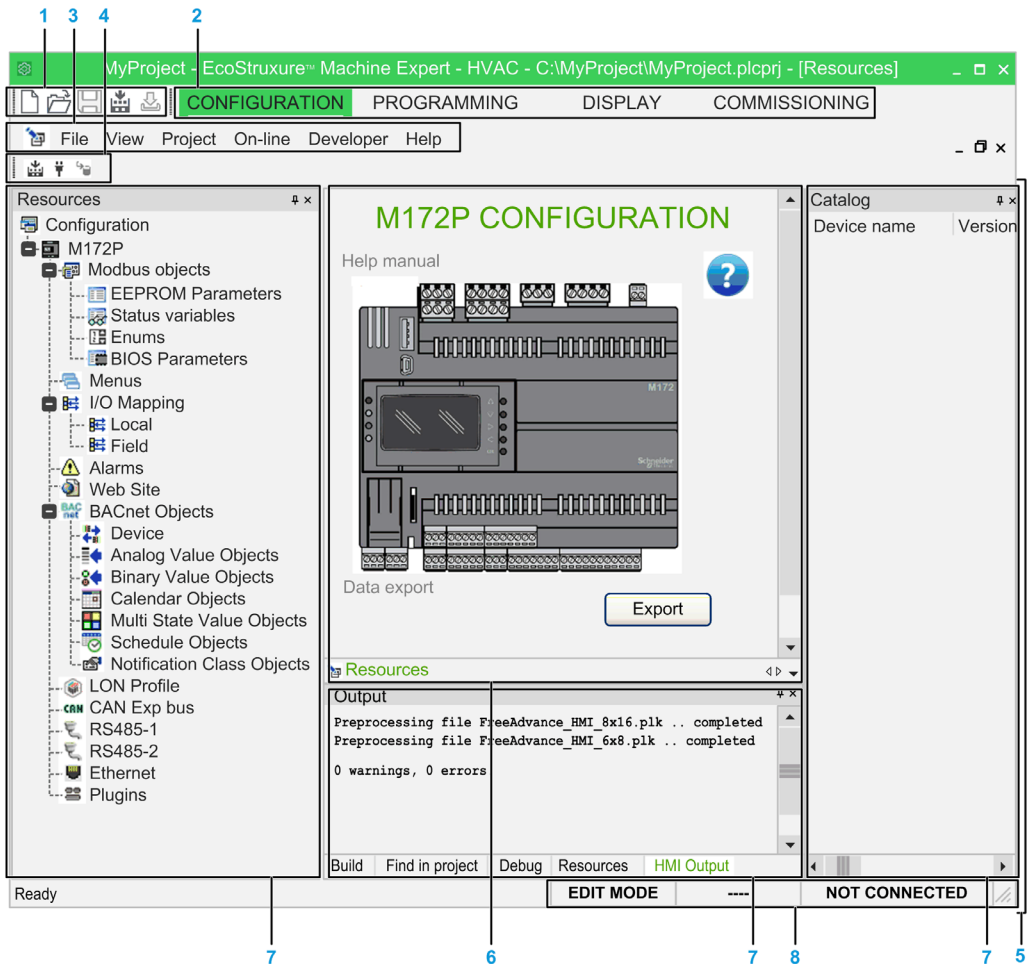 1 3 4 2
MyProject - EcoStruxure™ Machine Expert - HVAC - C:\MyProject\MyProject.plcprj - [Resources]
CONFIGURATION PROGRAMMING DISPLAY COMMISSIONING
File View Project On-line Developer Help
Resources
Configuration
M172P
Modbus objects
EEPROM Parameters
Status variables
Enums
BIOS Parameters
Menus
I/O Mapping
Local
Field
Alarms
Web Site
BAC net BACnet Objects
Device
Analog Value Objects
Binary Value Objects
Calendar Objects
Multi State Value Objects
Schedule Objects
Notification Class Objects
LON Profile
CAN CAN Exp bus
RS485-1
RS485-2
Ethernet
Plugins
M172P CONFIGURATION
Help manual
?
M172
Schneider
Data export
Export
Resources
Output
Preprocessing file FreeAdvance_HMI_8x16.plk .. completed
Preprocessing file FreeAdvance_HMI_6x8.plk .. completed
0 warnings, 0 errors
Build Find in project Debug Resources HMI Output
Catalog
Device name Version
Ready EDIT MODE ---- NOT CONNECTED
7 6 7 8 7 5